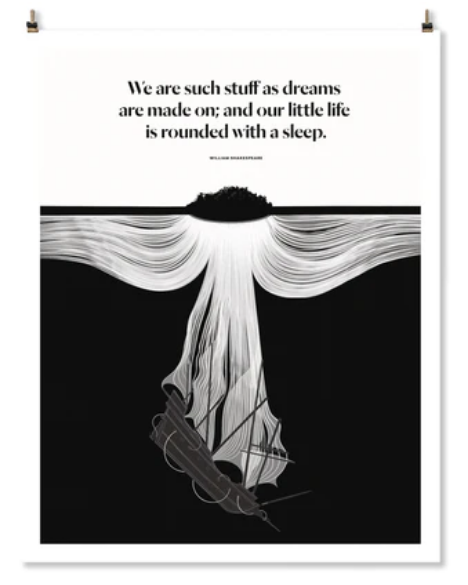 We are such stuff as dreams
are made on; and our little life
is rounded with a sleep.
WILLIAM SHAKESPEARE